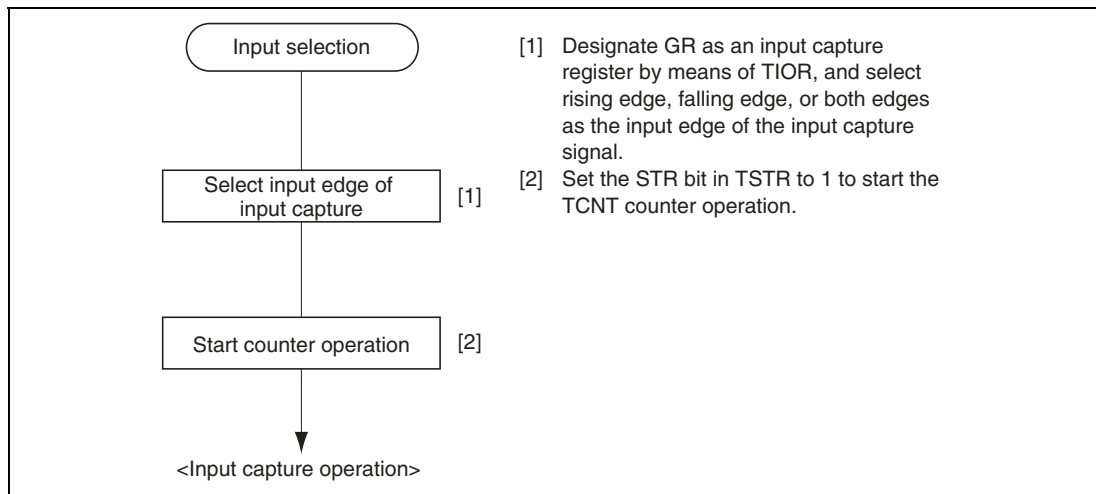 Input selection
Select input edge of
input capture
[1]
Start counter operation
[2]
<Input capture operation>
[1] Designate GR as an input capture
register by means of TIOR, and select
rising edge, falling edge, or both edges
as the input edge of the input capture
signal.
[2] Set the STR bit in TSTR to 1 to start the
TCNT counter operation.